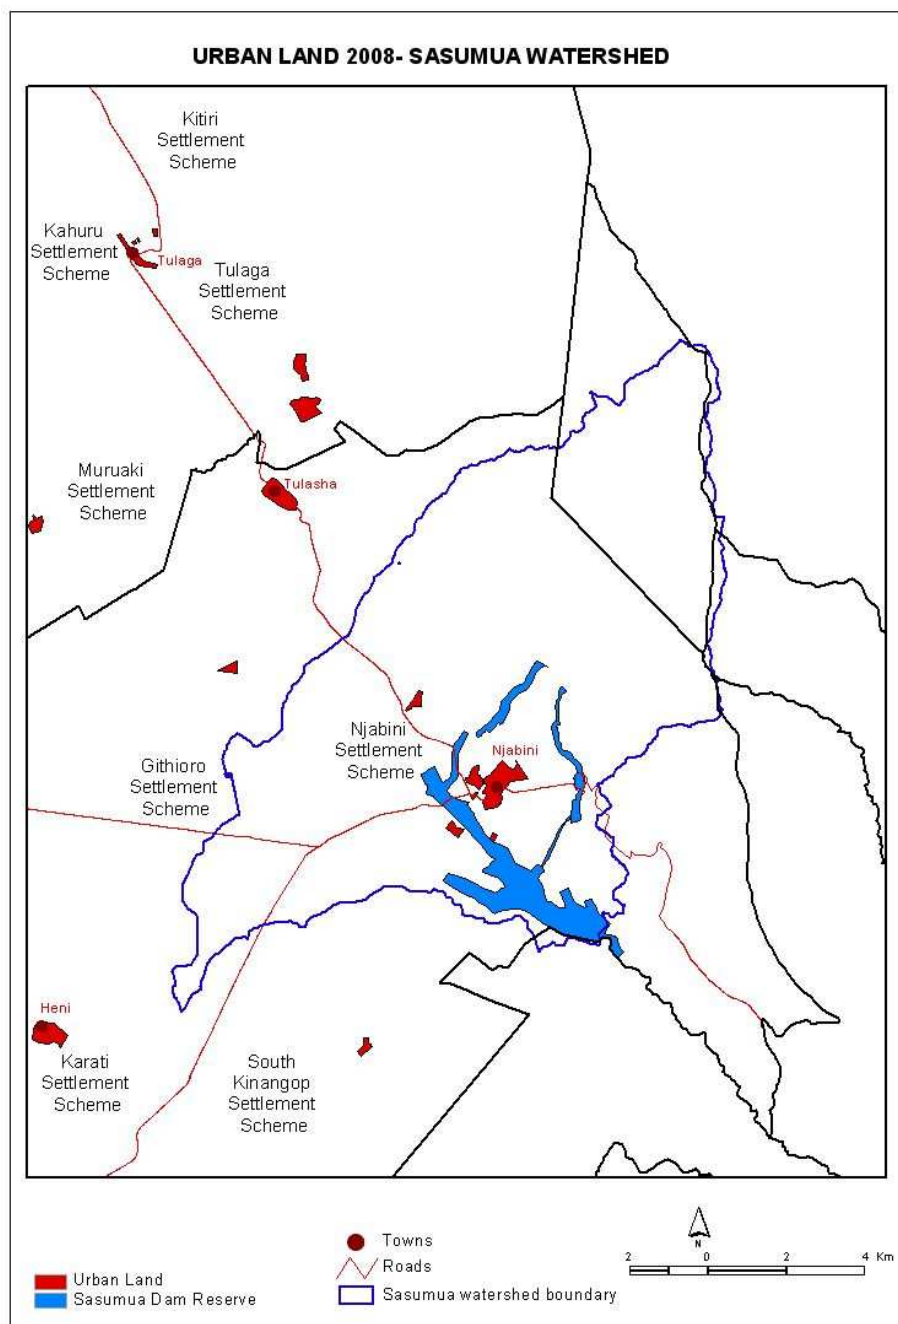 URBAN LAND 2008- SASUMUA WATERSHED
Kitiri
Settlement
Scheme
Kahuru
Settlement
Scheme
Tulaga
Tulaga
Settlement
Scheme
Muruaki
Settlement
Scheme
Tulasha
Njabini
Settlement
Scheme
Njabini
Githioro
Settlement
Scheme
Heni
Karati
Settlement
Scheme
South
Kinangop
Settlement
Scheme
Urban Land
Sasumua Dam Reserve
Towns
Roads
Sasumua watershed boundary
N
2 0 2 4 Km